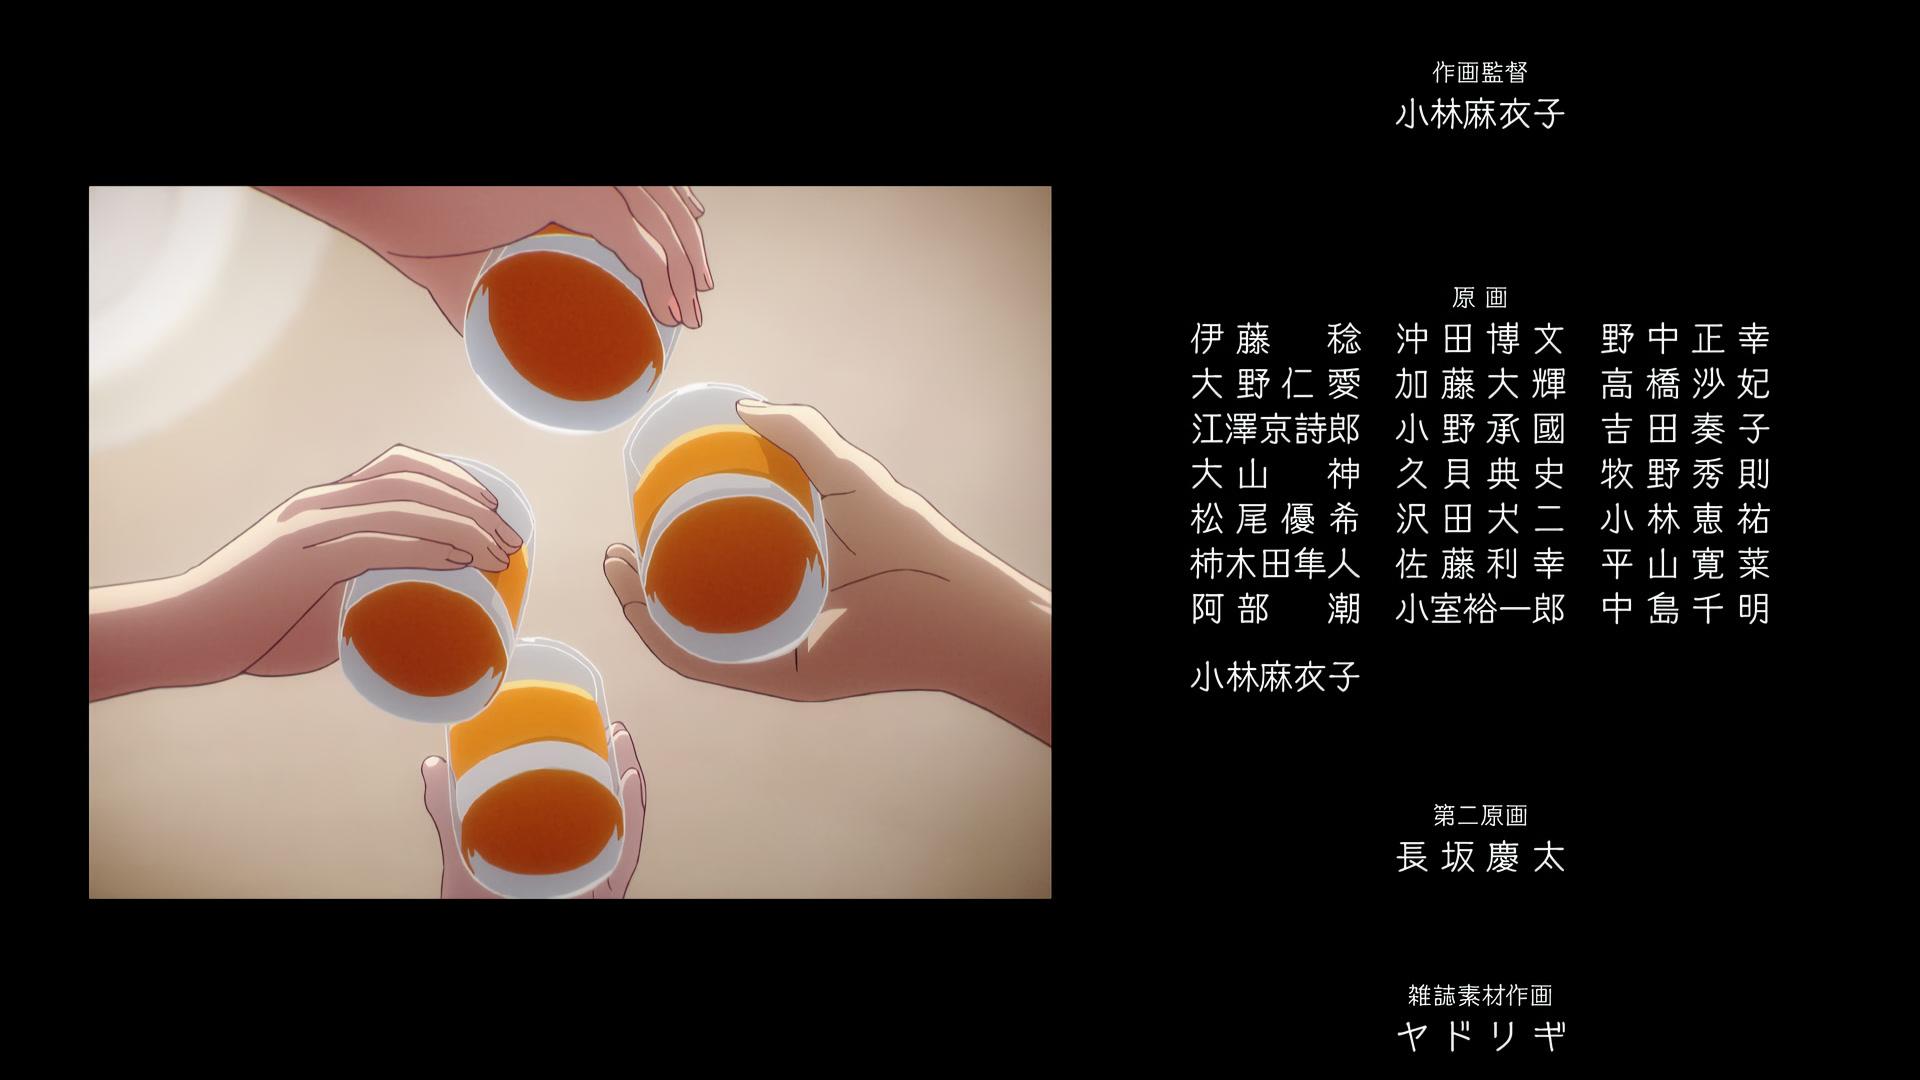 作画監督
小林麻衣子
原画
伊藤稔 沖田博文 野中正幸
大野仁愛 加藤大輝 高橋沙妃
江澤京詩郎 小野承國 吉田奏子
大山神 久貝典史 牧野秀則
松尾優希 沢田犬二 小林恵祐
柿木田隼人 佐藤利幸 平山寛菜
阿部潮 小室裕一郎 中島千明
小林麻衣子
第二原画
長坂慶太
雑誌素材作画
ヤドリギ